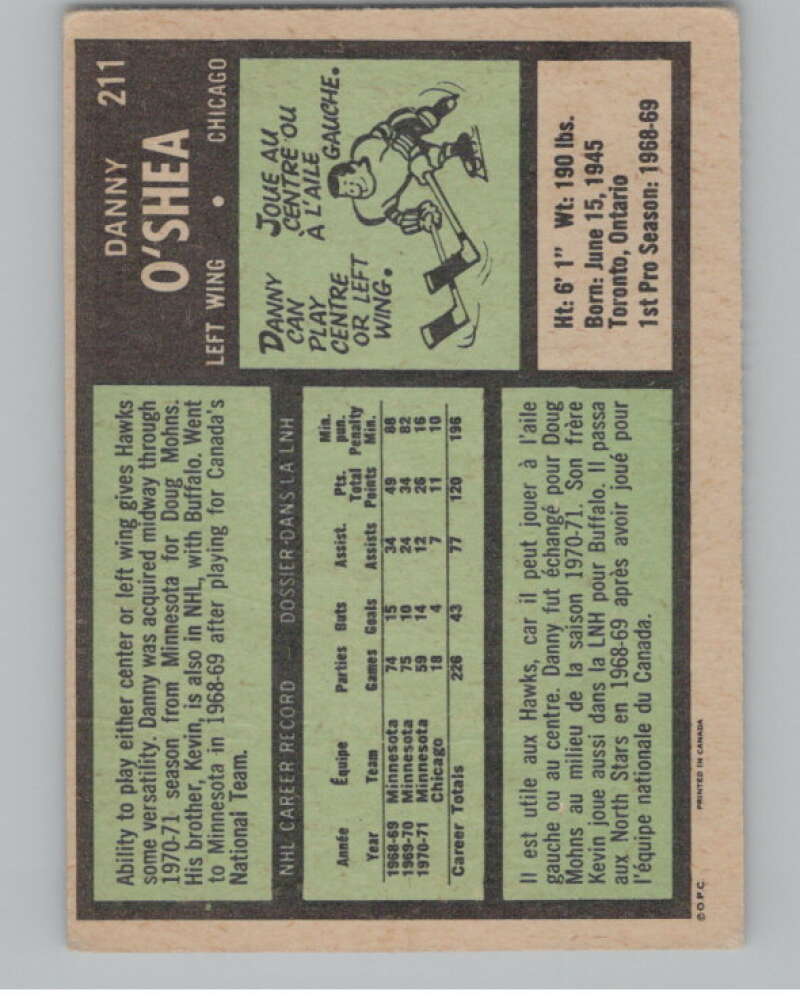 DANNY 211
O'SHEA
LEFT WING • CHICAGO
Ability to play either center or left wing gives Hawks
some versatility. Danny was acquired midway through
1970-71 season from Minnesota for Doug Mohns.
His brother, Kevin, is also in NHL, with Buffalo. Went
to Minnesota in 1968-69 after playing for Canada's
National Team.
DANNY
CAN
PLAY
CENTRE
OR LEFT
WING.
JOUE AU
CENTRE OU
À L'AILE
GAUCHE.
NHL CAREER RECORD — DOSSIER DANS LA LNH
Année Équipe Parties Buts Assist. Pts. Min. pun.
Year Team Games Goals Assists Total Points Penalty Min.
1968-69 Minnesota 74 15 34 49 88
1969-70 Minnesota 75 10 24 34 82
1970-71 Minnesota 59 14 12 26 16
Chicago 18 4 7 11 10
Career Totals 226 43 77 120 196
Ht: 6' 1" Wt: 190 lbs.
Born: June 15, 1945
Toronto, Ontario
1st Pro Season: 1968-69
Il est utile aux Hawks, car il peut jouer à l'aile
gauche ou au centre. Danny fut échangé pour Doug
Mohns au milieu de la saison 1970-71. Son frère
Kevin joue aussi dans la LNH pour Buffalo. Il passa
aux North Stars en 1968-69 après avoir joué pour
l'équipe nationale du Canada.
© O.P.C. PRINTED IN CANADA